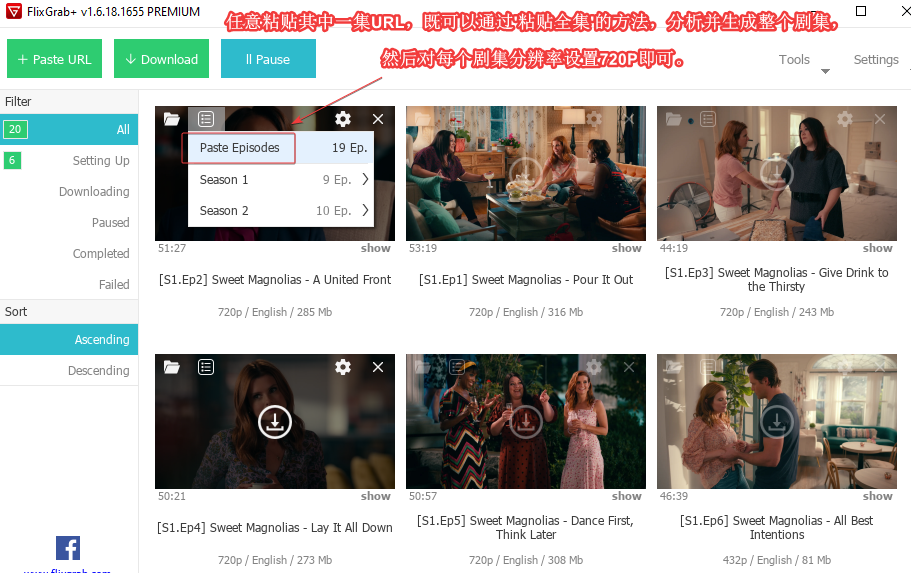 FlixGrab+ v1.6.18.1655 PREMIUM
任意粘贴其中一集URL，既可以通过‘粘贴全集’的方法，分析并生成整个剧集，
然后对每个剧集分辨率设置720P即可。
+ Paste URL
Download
Pause
Tools
Settings
Filter
20 All
6 Setting Up
Downloading
Paused
Completed
Failed
Sort
Ascending
Descending
Paste Episodes 19 Ep.
Season 1 9 Ep.
Season 2 10 Ep.
51:27 show
[S1.Ep2] Sweet Magnolias - A United Front
720p / English / 285 Mb
53:19 show
[S1.Ep1] Sweet Magnolias - Pour It Out
720p / English / 316 Mb
44:19 show
[S1.Ep3] Sweet Magnolias - Give Drink to
the Thirsty
720p / English / 243 Mb
50:21 show
[S1.Ep4] Sweet Magnolias - Lay It All Down
720p / English / 273 Mb
50:57 show
[S1.Ep5] Sweet Magnolias - Dance First,
Think Later
720p / English / 308 Mb
46:39 show
[S1.Ep6] Sweet Magnolias - All Best
Intentions
432p / English / 81 Mb